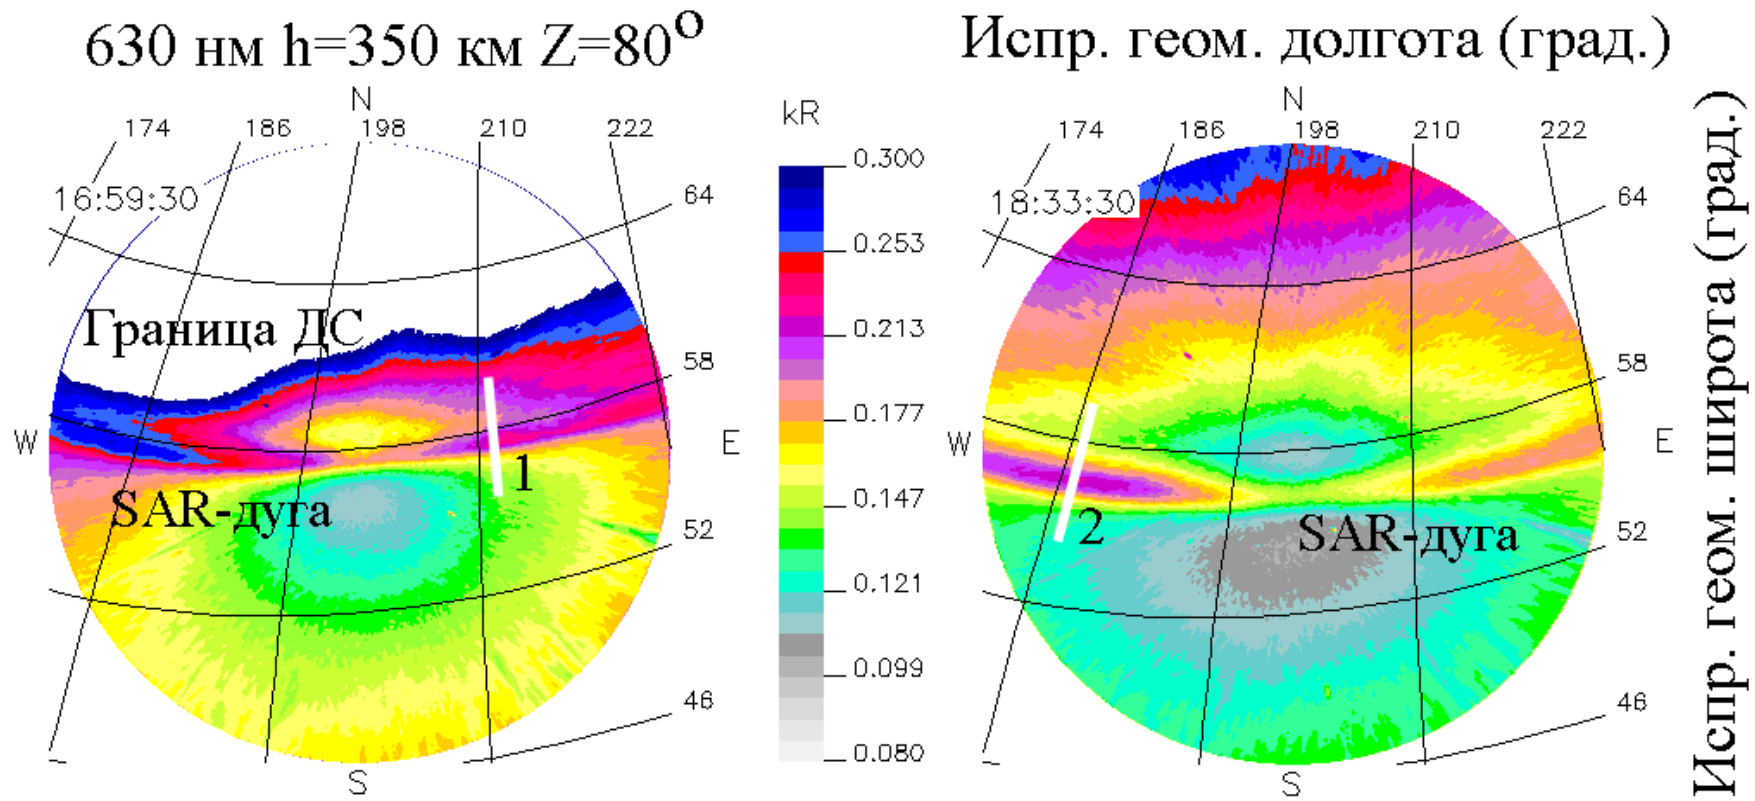 630 нм h=350 км Z=80°
Испр. геом. долгота (град.)
N
174 186 198 210 222
16:59:30
64
Граница ДС
58
W
E
1
SAR-дуга
52
46
S
kR
0.300
0.253
0.213
0.177
0.147
0.121
0.099
0.080
N
174 186 198 210 222
18:33:30
64
58
W
E
2
SAR-дуга
52
46
S
Испр. геом. широта (град.)